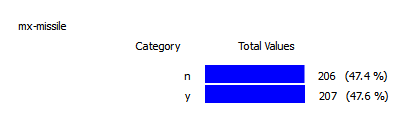 mx-missile
Category Total Values
n 206 (47.4 %)
y 207 (47.6 %)